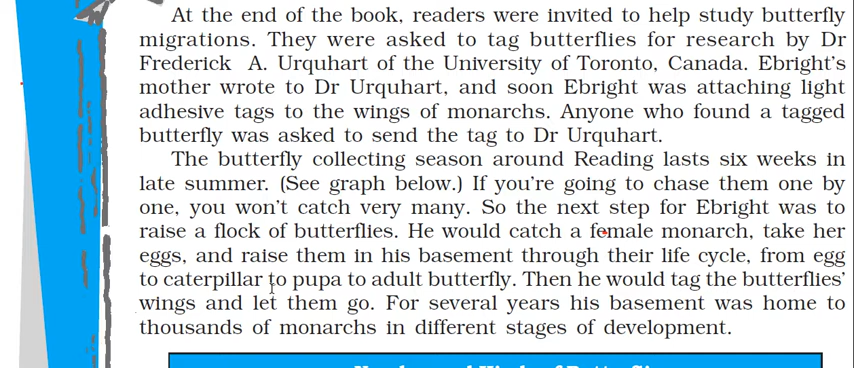 At the end of the book, readers were invited to help study butterfly
migrations. They were asked to tag butterflies for research by Dr
Frederick A. Urquhart of the University of Toronto, Canada. Ebright's
mother wrote to Dr Urquhart, and soon Ebright was attaching light
adhesive tags to the wings of monarchs. Anyone who found a tagged
butterfly was asked to send the tag to Dr Urquhart.
The butterfly collecting season around Reading lasts six weeks in
late summer. (See graph below.) If you're going to chase them one by
one, you won't catch very many. So the next step for Ebright was to
raise a flock of butterflies. He would catch a female monarch, take her
eggs, and raise them in his basement through their life cycle, from egg
to caterpillar to pupa to adult butterfly. Then he would tag the butterflies'
wings and let them go. For several years his basement was home to
thousands of monarchs in different stages of development.